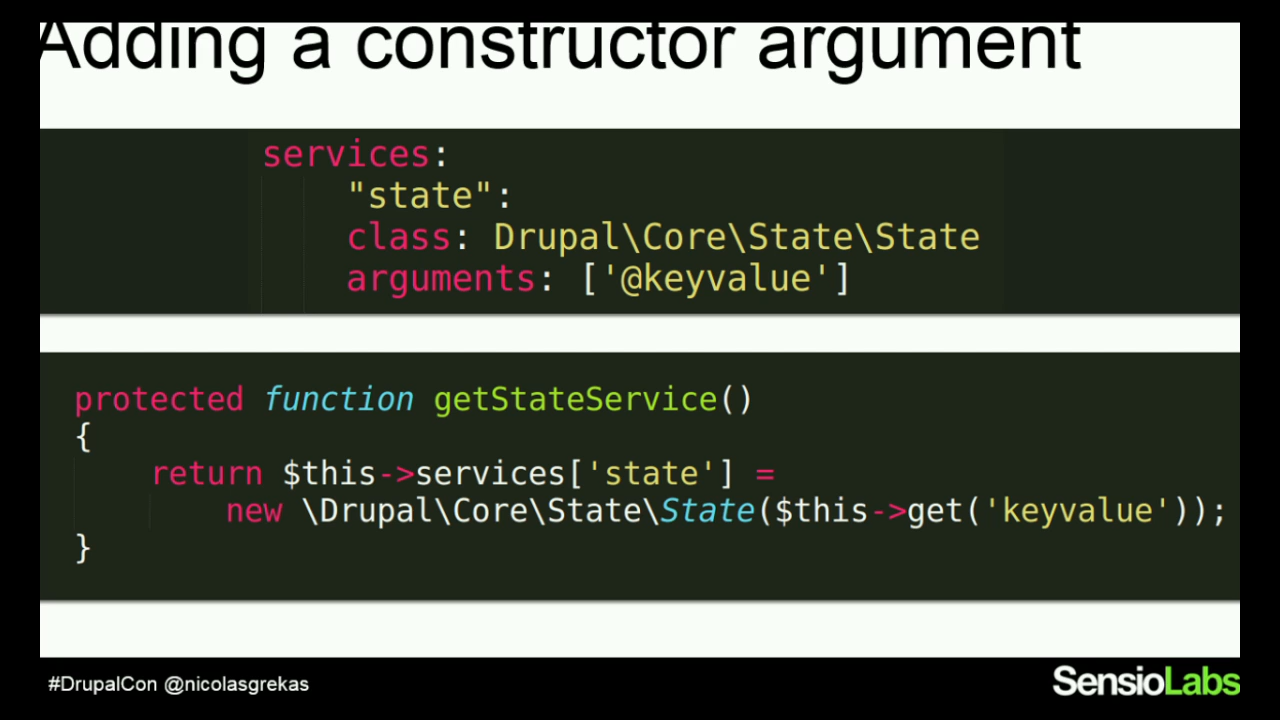 Adding a constructor argument
services:
"state":
class: Drupal\Core\State\State
arguments: ['@keyvalue']
protected function getStateService()
{
return $this->services['state'] =
new \Drupal\Core\State\State($this->get('keyvalue'));
}
#DrupalCon @nicolasgrekas
SensioLabs